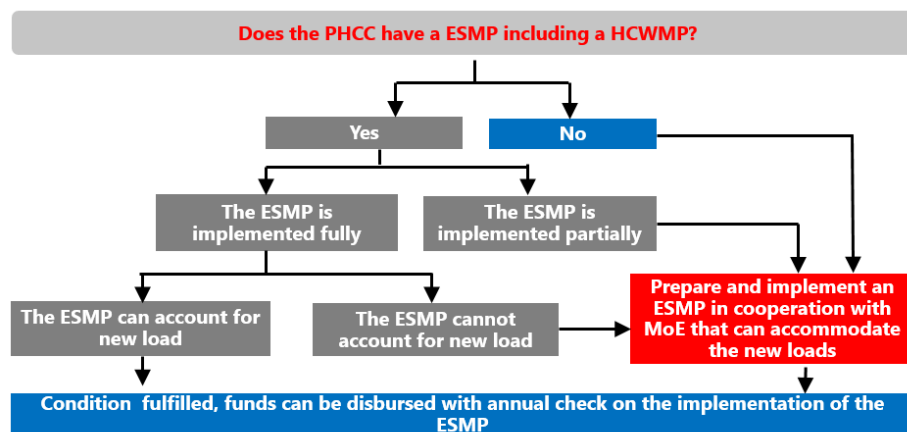 Does the PHCC have a ESMP including a HCWMP?
Yes
No
The ESMP is
implemented fully
The ESMP is
implemented partially
The ESMP can account for
new load
The ESMP cannot
account for new load
Prepare and implement an
ESMP in cooperation with
MoE that can accommodate
the new loads
Condition fulfilled, funds can be disbursed with annual check on the implementation of the
ESMP